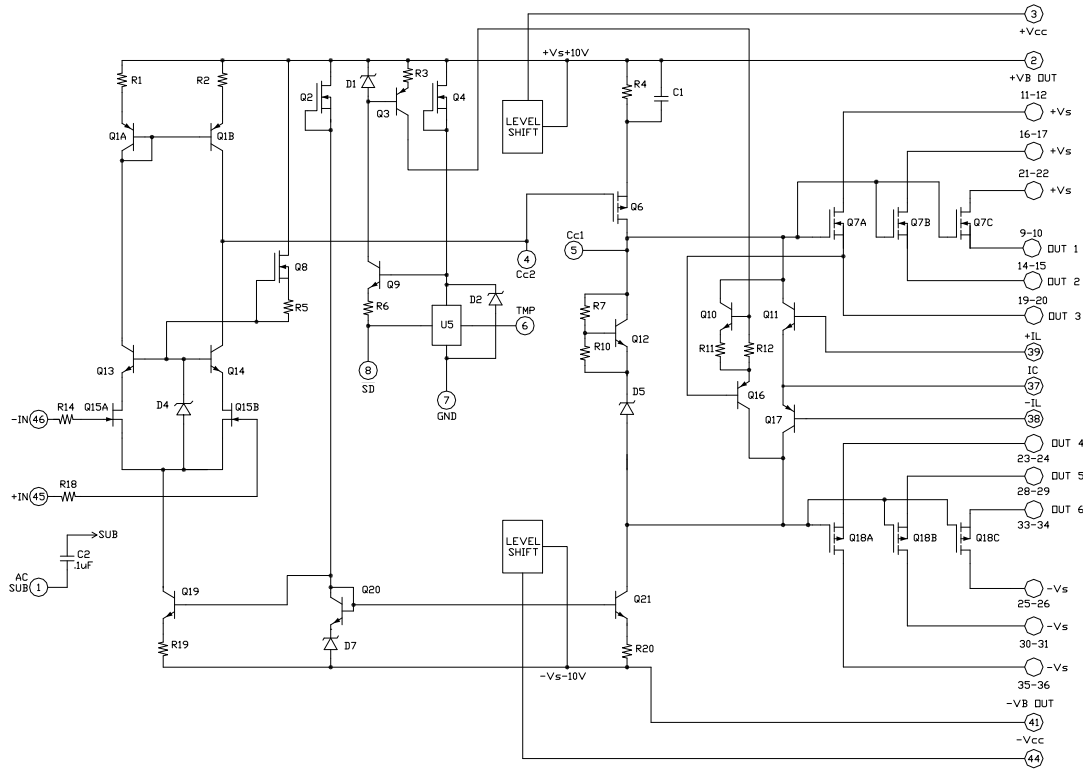 3
+Vcc
+Vs+10V
2
+VB OUT
R1
R2
D1
R3
Q2
Q3
Q4
LEVEL
SHIFT
R4
C1
11-12
+Vs
16-17
+Vs
21-22
+Vs
Q1A
Q1B
Q6
Q7A
Q7B
Q7C
9-10
OUT 1
Cc1
5
4
Cc2
14-15
OUT 2
Q8
R5
Q9
R6
D2
TMP
6
U5
19-20
OUT 3
R7
R10
Q12
Q10
Q11
R11
R12
+IL
39
Q13
Q14
8
SD
7
GND
D5
Q16
IC
37
-IL
38
Q17
-IN
46
R14
Q15A
D4
Q15B
OUT 4
23-24
OUT 5
28-29
OUT 6
33-34
+IN
45
R18
Q18A
Q18B
Q18C
SUB
C2
.1uF
AC
SUB
1
LEVEL
SHIFT
Q19
Q20
Q21
-Vs
25-26
-Vs
30-31
R19
D7
R20
-Vs-10V
-Vs
35-36
-VB OUT
41
-Vcc
44